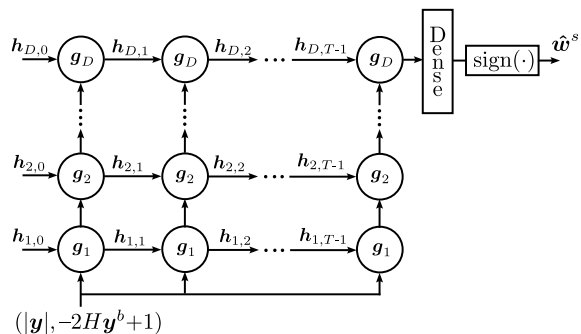 h_{D,0} g_D h_{D,1} g_D h_{D,2} ... h_{D,T-1} g_D Dense sign(·) ŵ^s
h_{2,0} g_2 h_{2,1} g_2 h_{2,2} ... h_{2,T-1} g_2
h_{1,0} g_1 h_{1,1} g_1 h_{1,2} ... h_{1,T-1} g_1
(|y|, -2Hy^b+1)